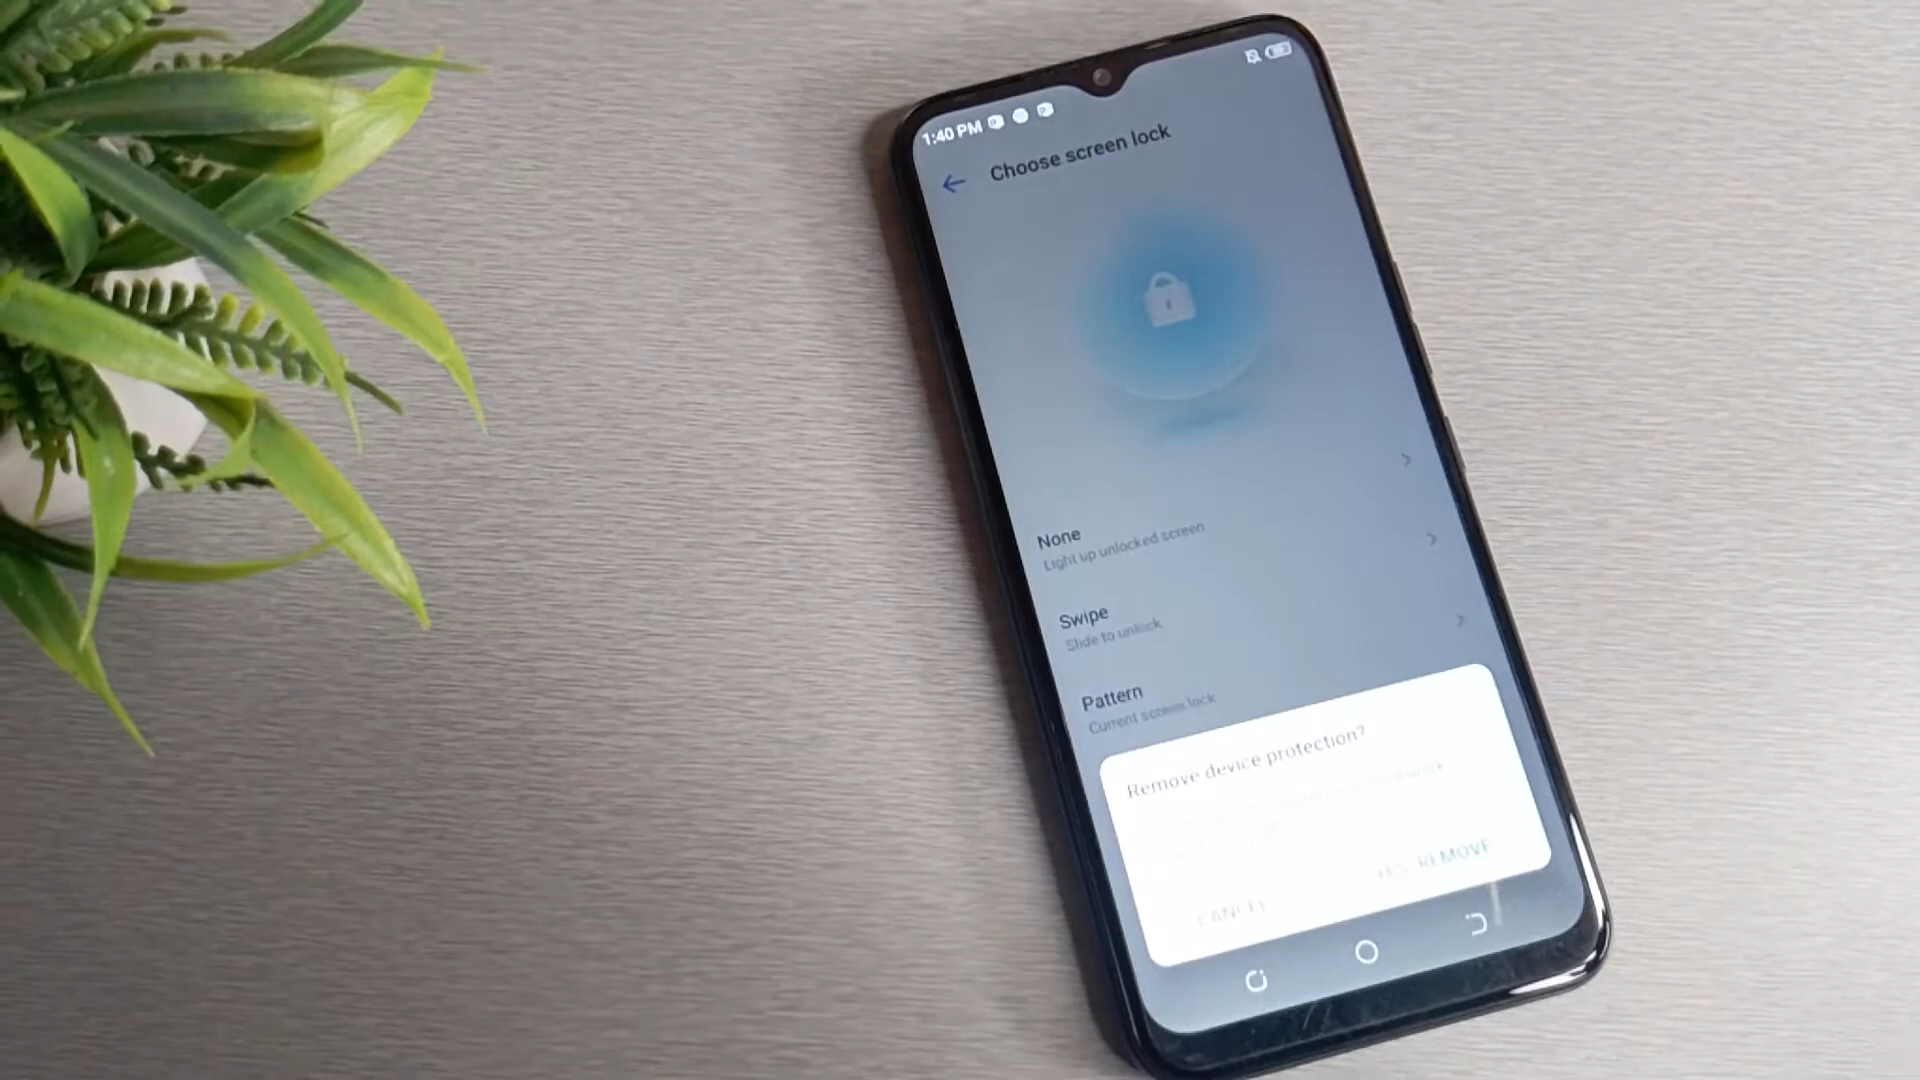 1:40 PM
Choose screen lock
None
Light up unlocked screen
Swipe
Slide to unlock
Pattern
Current screen lock
Remove device protection?
YES, REMOVE
CANCEL